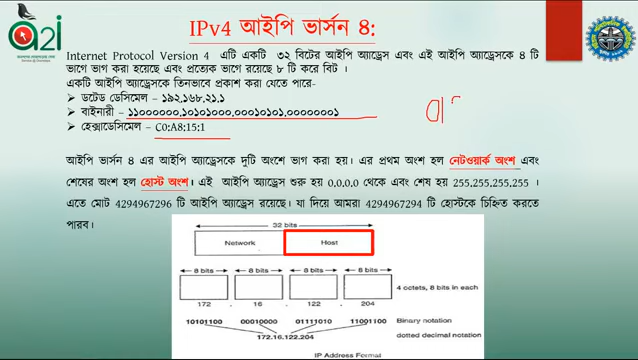 a2i
IPv4 আইপি ভার্সন ৪:
Internet Protocol Version 4 এটি একটি ৩২ বিটের আইপি অ্যাড্রেস এবং এই আইপি অ্যাড্রেসকে ৪ টি
ভাগে ভাগ করা হয়েছে এবং প্রত্যেক ভাগে রয়েছে ৮ টি করে বিট ।
একটি আইপি অ্যাড্রেসকে তিনভাবে প্রকাশ করা যেতে পারে-
➢ ডটেড ডেসিমেল – ১৯২.১৬৮.২১.১
➢ বাইনারী – ১১০০০০০০.১০১০১০০০.০০০১০১০১.০০০০০০০১
➢ হেক্সাডেসিমেল – C0:A8:15:1
আইপি ভার্সন ৪ এর আইপি অ্যাড্রেসকে দুটি অংশে ভাগ করা হয়। এর প্রথম অংশ হল নেটওয়ার্ক অংশ এবং
শেষের অংশ হল হোস্ট অংশ। এই আইপি অ্যাড্রেস শুরু হয় 0,0,0,0 থেকে এবং শেষ হয় 255,255,255,255 ।
এতে মোট 4294967296 টি আইপি অ্যাড্রেস রয়েছে। যা দিয়ে আমরা 4294967294 টি হোস্টকে চিহ্নিত করতে
পারব।
32 bits
Network Host
8 bits 8 bits 8 bits 8 bits
4 octets, 8 bits in each
172 . 16 . 122 . 204
10101100 00010000 01111010 11001100 Binary notation
172.16.122.204 dotted decimal notation
IP Address Format